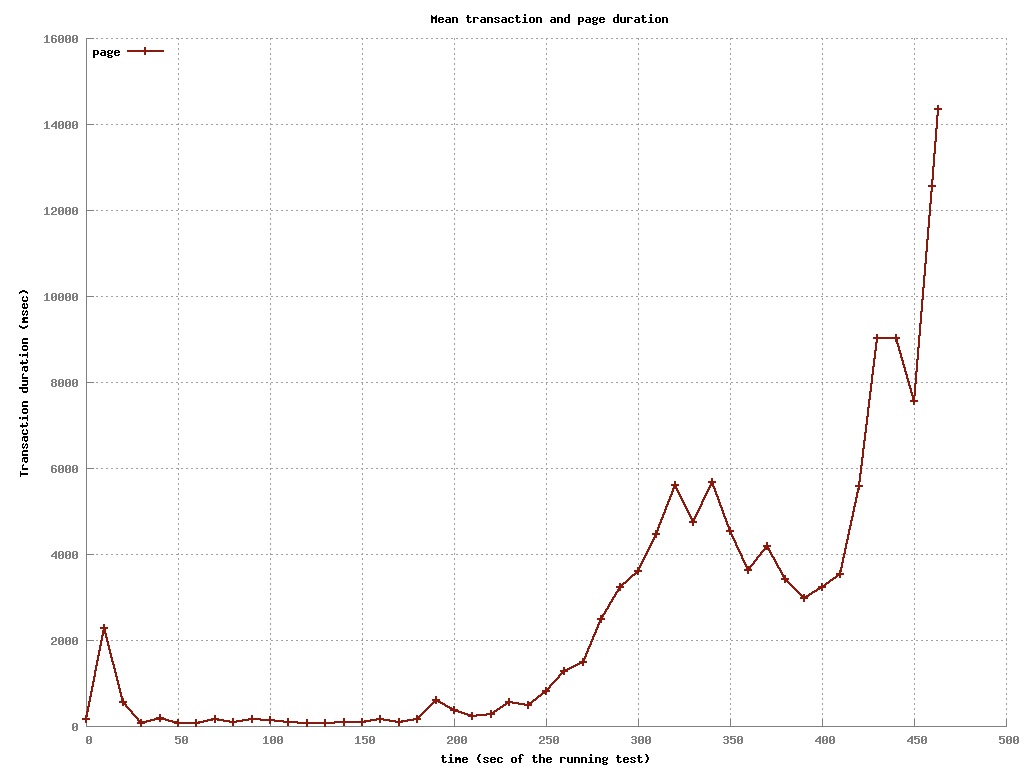 Mean transaction and page duration
16000
page
14000
12000
10000
8000
6000
4000
2000
0
Transaction duration (msec)
0 50 100 150 200 250 300 350 400 450 500
time (sec of the running test)